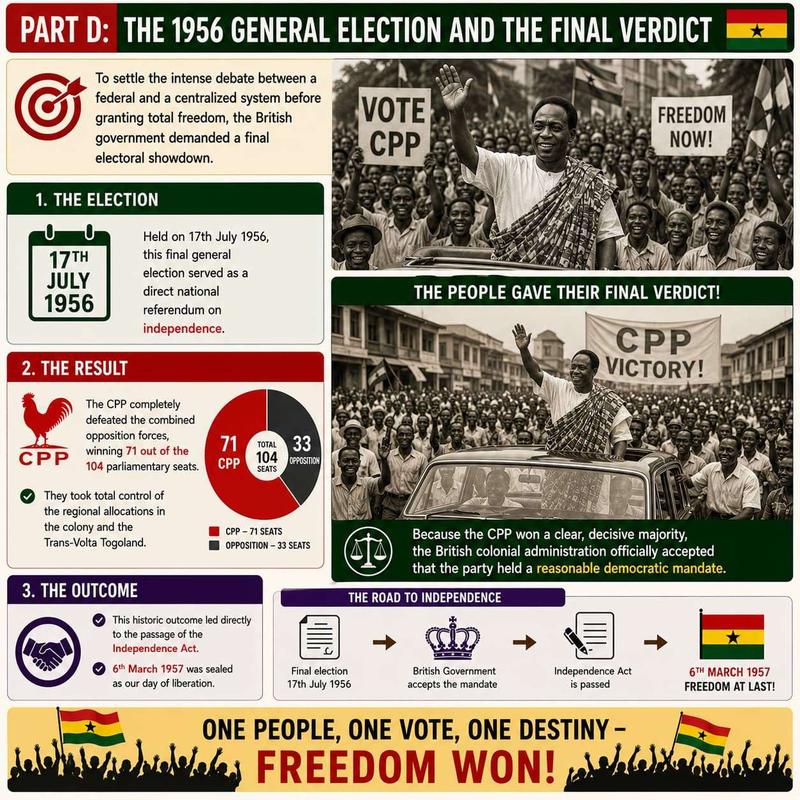 PART D: THE 1956 GENERAL ELECTION AND THE FINAL VERDICT
To settle the intense debate between a
federal and a centralized system before
granting total freedom, the British
government demanded a final
electoral showdown.
VOTE
CPP
FREEDOM
NOW!
1. THE ELECTION
17TH
JULY
1956
Held on 17th July 1956,
this final general
election served as a
direct national
referendum on
independence.
THE PEOPLE GAVE THEIR FINAL VERDICT!
CPP
VICTORY!
Because the CPP won a clear, decisive majority,
the British colonial administration officially accepted
that the party held a reasonable democratic mandate.
2. THE RESULT
CPP
The CPP completely
defeated the combined
opposition forces,
winning 71 out of the
104 parliamentary seats.
They took total control of
the regional allocations in
the colony and the
Trans-Volta Togoland.
71
CPP
TOTAL
104
SEATS
33
OPPOSITION
CPP – 71 SEATS
OPPOSITION – 33 SEATS
3. THE OUTCOME
This historic outcome led directly
to the passage of the
Independence Act.
6th March 1957 was sealed
as our day of liberation.
THE ROAD TO INDEPENDENCE
Final election
17th July 1956
British Government
accepts the mandate
Independence Act
is passed
6TH MARCH 1957
FREEDOM AT LAST!
ONE PEOPLE, ONE VOTE, ONE DESTINY –
FREEDOM WON!